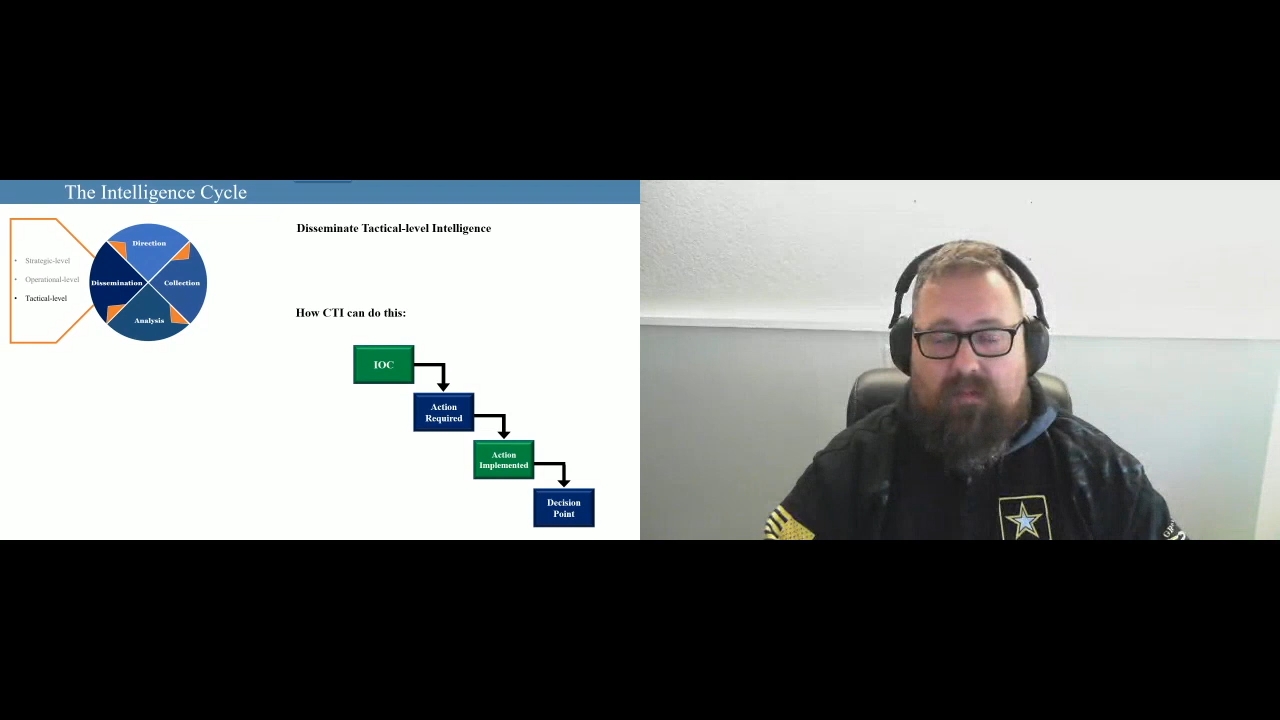 The Intelligence Cycle
Strategic-level
Operational-level
Tactical-level
Direction
Dissemination
Collection
Analysis
Disseminate Tactical-level Intelligence
How CTI can do this:
IOC
Action
Required
Action
Implemented
Decision
Point